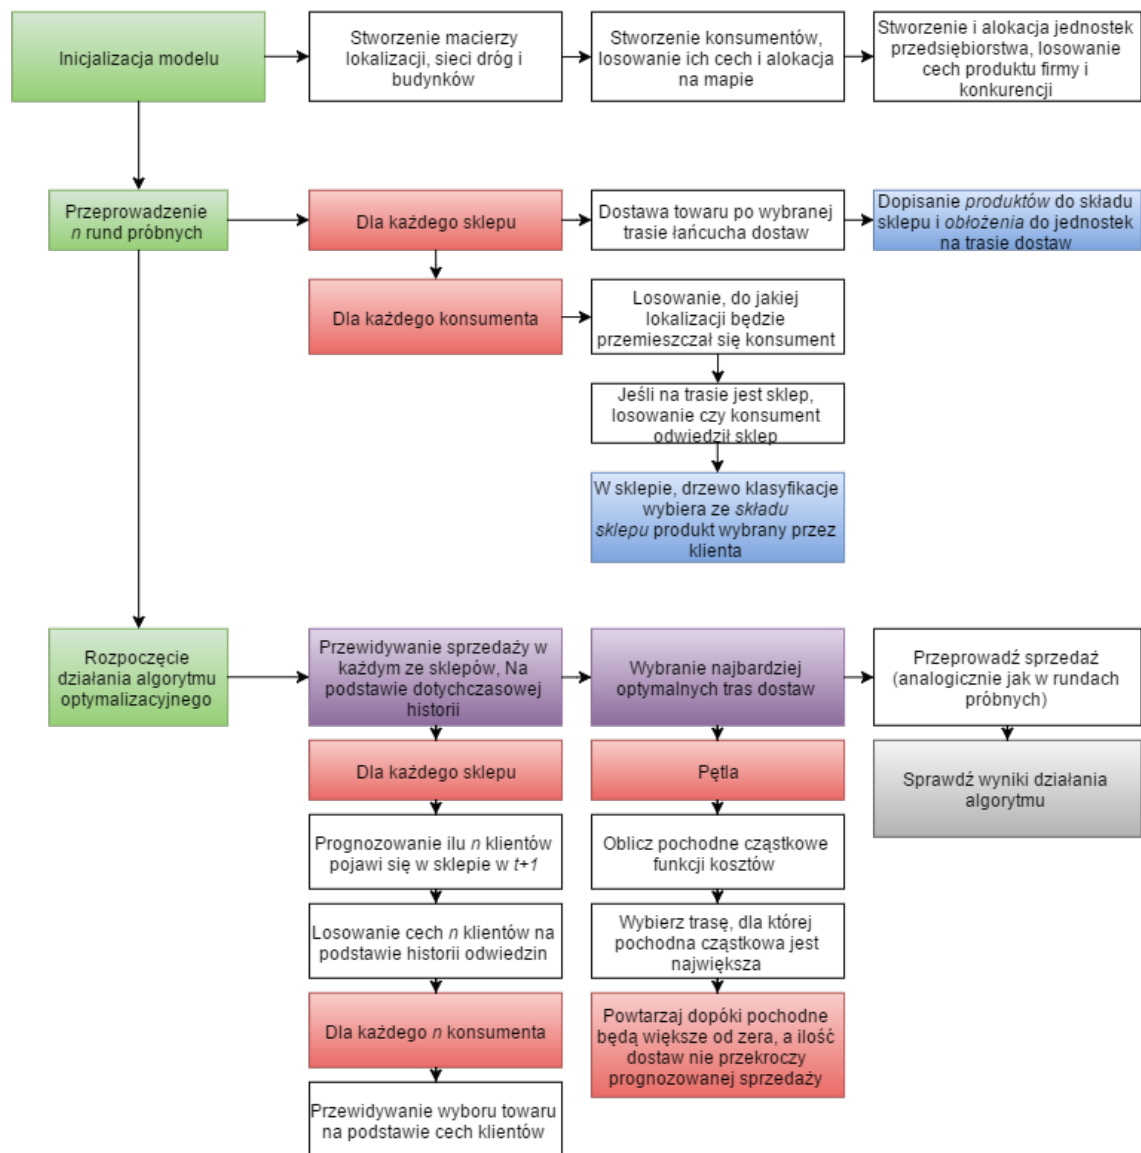 Inicjalizacja modelu
Stworzenie macierzy
lokalizacji, sieci dróg i
budynków
Stworzenie konsumentów,
losowanie ich cech i alokacja
na mapie
Stworzenie i alokacja jednostek
przedsiębiorstwa, losowanie
cech produktu firmy i
konkurencji
Przeprowadzenie
n rund próbnych
Dla każdego sklepu
Dostawa towaru po wybranej
trasie łańcucha dostaw
Dopisanie produktów do składu
sklepu i obłożenia do jednostek
na trasie dostaw
Dla każdego konsumenta
Losowanie, do jakiej
lokalizacji będzie
przemieszczał się konsument
Jeśli na trasie jest sklep,
losowanie czy konsument
odwiedził sklep
W sklepie, drzewo klasyfikacje
wybiera ze składu
sklepu produkt wybrany przez
klienta
Rozpoczęcie
działania algorytmu
optymalizacyjnego
Przewidywanie sprzedaży w
każdym ze sklepów, Na
podstawie dotychczasowej
historii
Wybranie najbardziej
optymalnych tras dostaw
Przeprowadź sprzedaż
(analogicznie jak w rundach
próbnych)
Dla każdego sklepu
Pętla
Sprawdź wyniki działania
algorytmu
Prognozowanie ilu n klientów
pojawi się w sklepie w t+1
Oblicz pochodne cząstkowe
funkcji kosztów
Losowanie cech n klientów na
podstawie historii odwiedzin
Wybierz trasę, dla której
pochodna cząstkowa jest
największa
Dla każdego n konsumenta
Powtarzaj dopóki pochodne
będą większe od zera, a ilość
dostaw nie przekroczy
prognozowanej sprzedaży
Przewidywanie wyboru towaru
na podstawie cech klientów